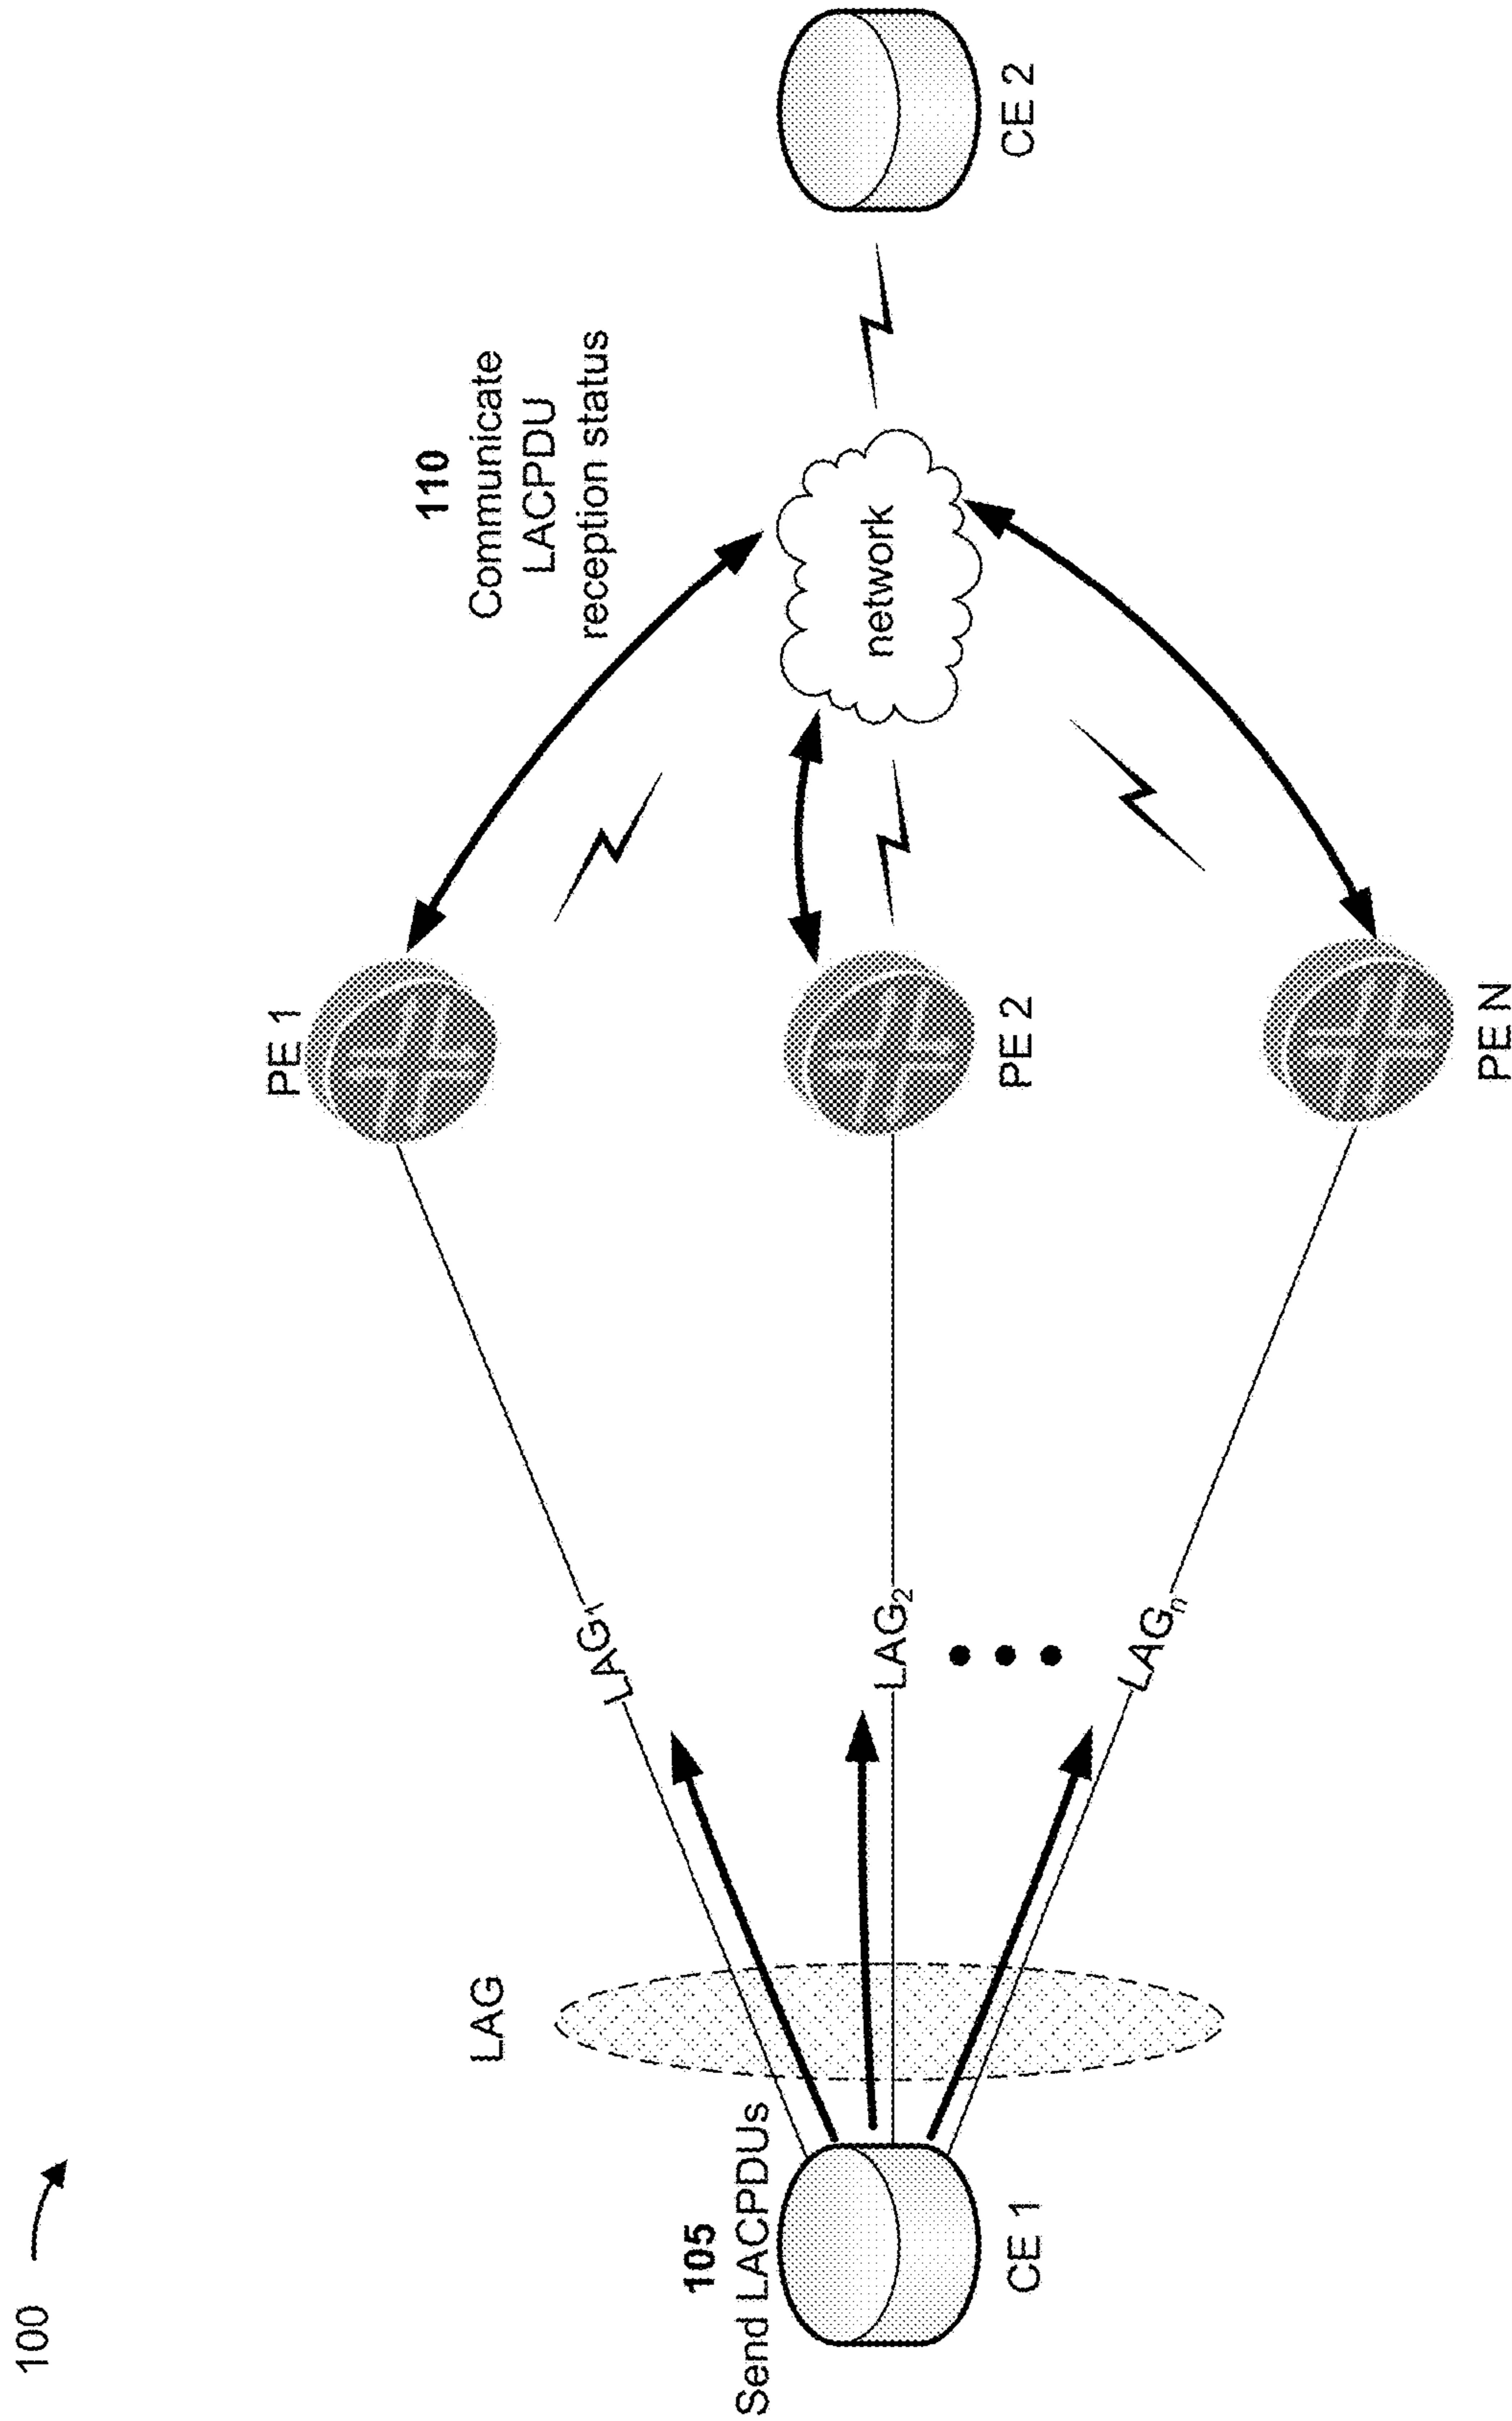 100
105
Send LACPDUs
CE 1
LAG
LAG1
LAG2
LAGn
PE 1
PE 2
PE N
110
Communicate
LACPDU
reception status
network
CE 2